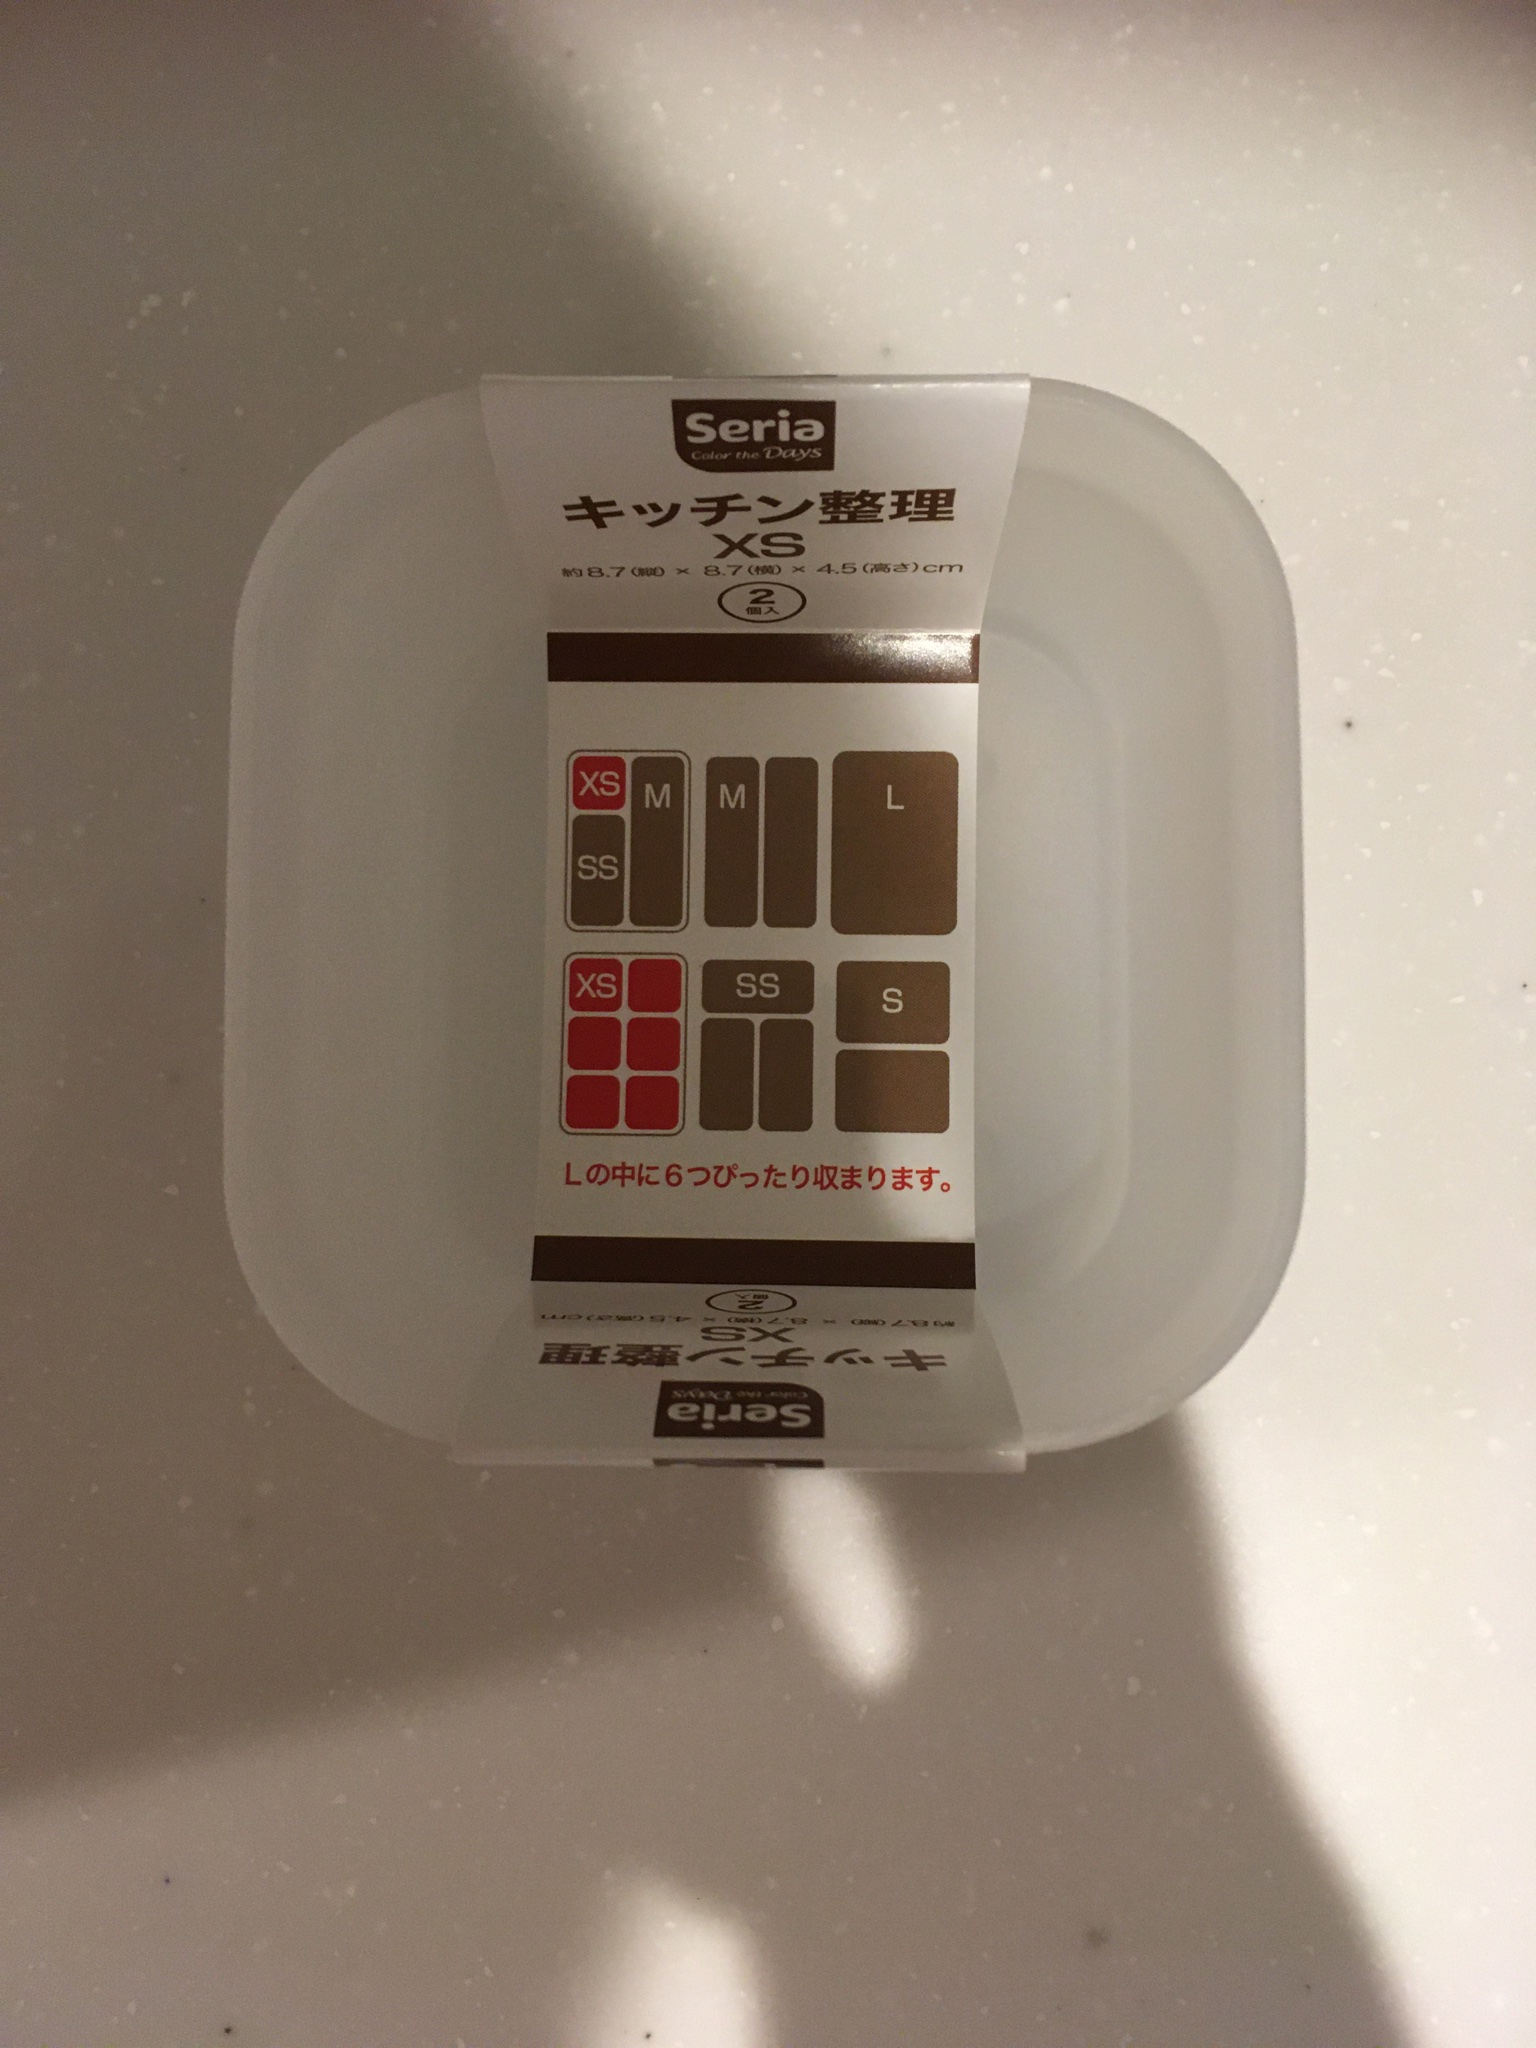 Seria
Color the Days
キッチン整理
XS
約8.7(縦)× 8.7(横)× 4.5(高さ)cm
2
個入
XS M M L
SS
XS SS S
Lの中に6つぴったり収まります。
2
個入
約8.7(縦)× 8.7(横)× 4.5(高さ)cm
XS
キッチン整理
Seria
Color the Days